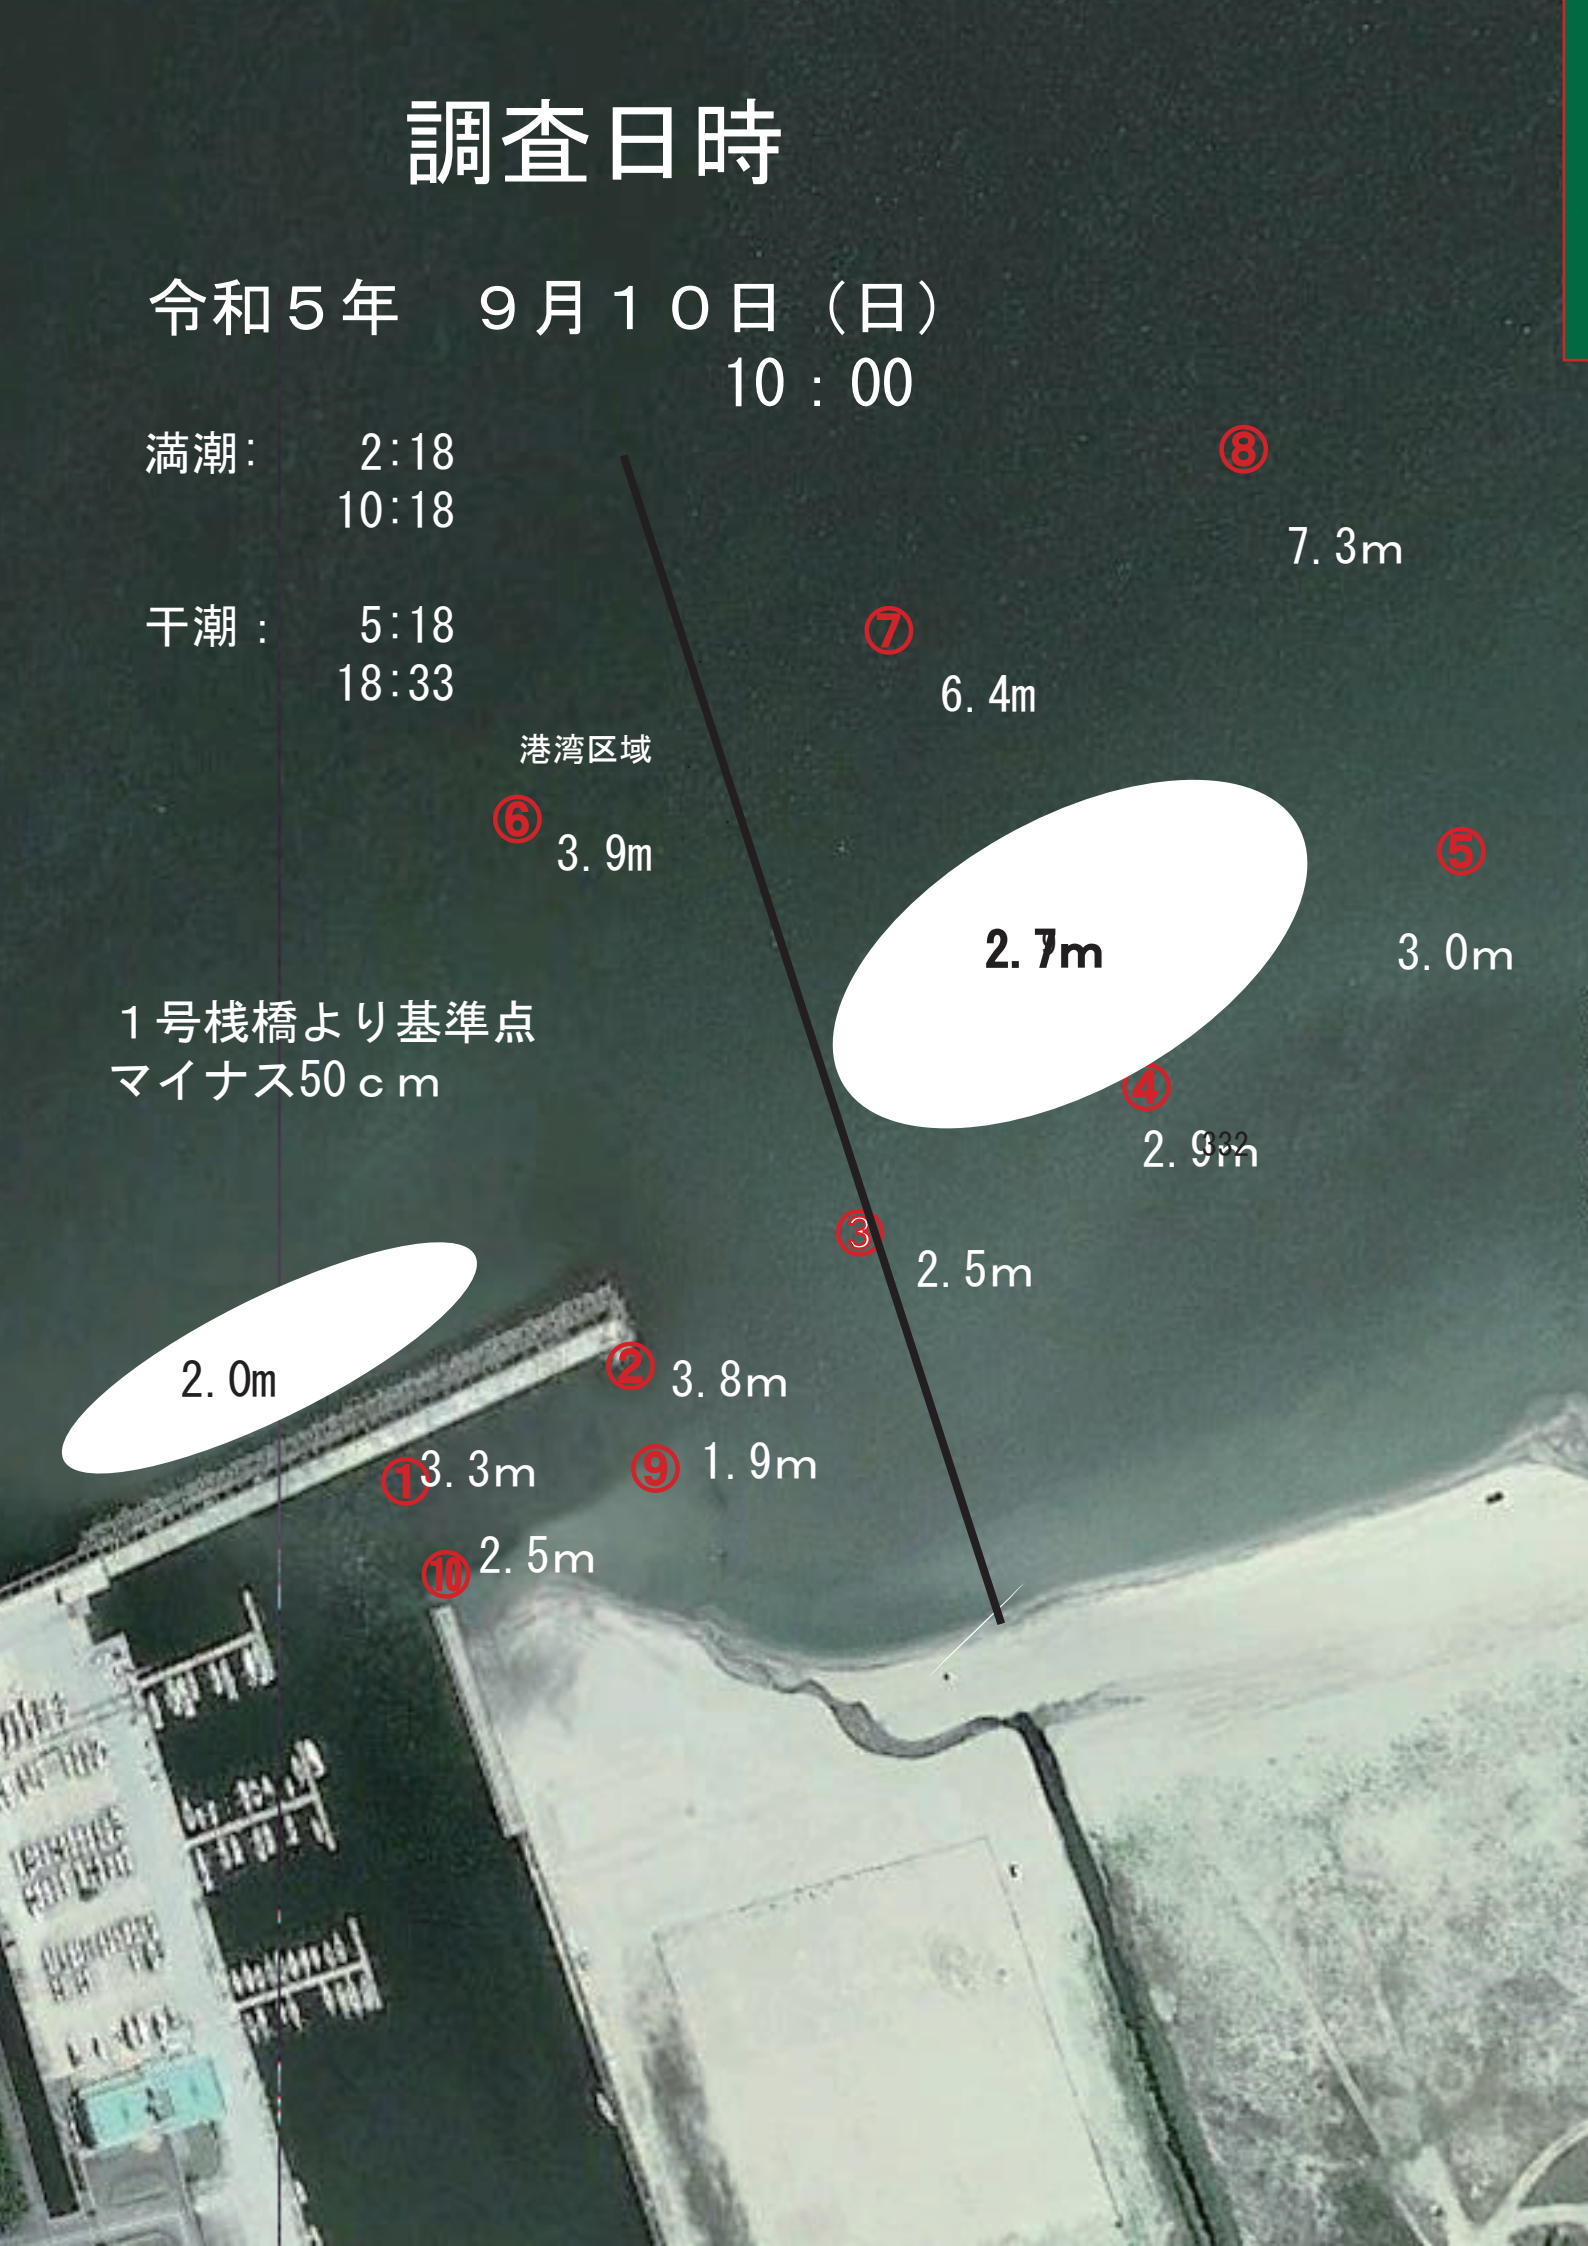 調査日時
令和５年　９月１０日（日）
10：00
満潮:　2:18
10:18
干潮：　5:18
18:33
⑧
7.3ｍ
⑦
6.4m
港湾区域
⑥
3.9m
⑤
3.0ｍ
１号桟橋より基準点
マイナス50ｃｍ
④
2.9ｍ
③
2.5ｍ
2.0m
②
3.8ｍ
①
3.3ｍ
⑨
1.9ｍ
⑩
2.5ｍ